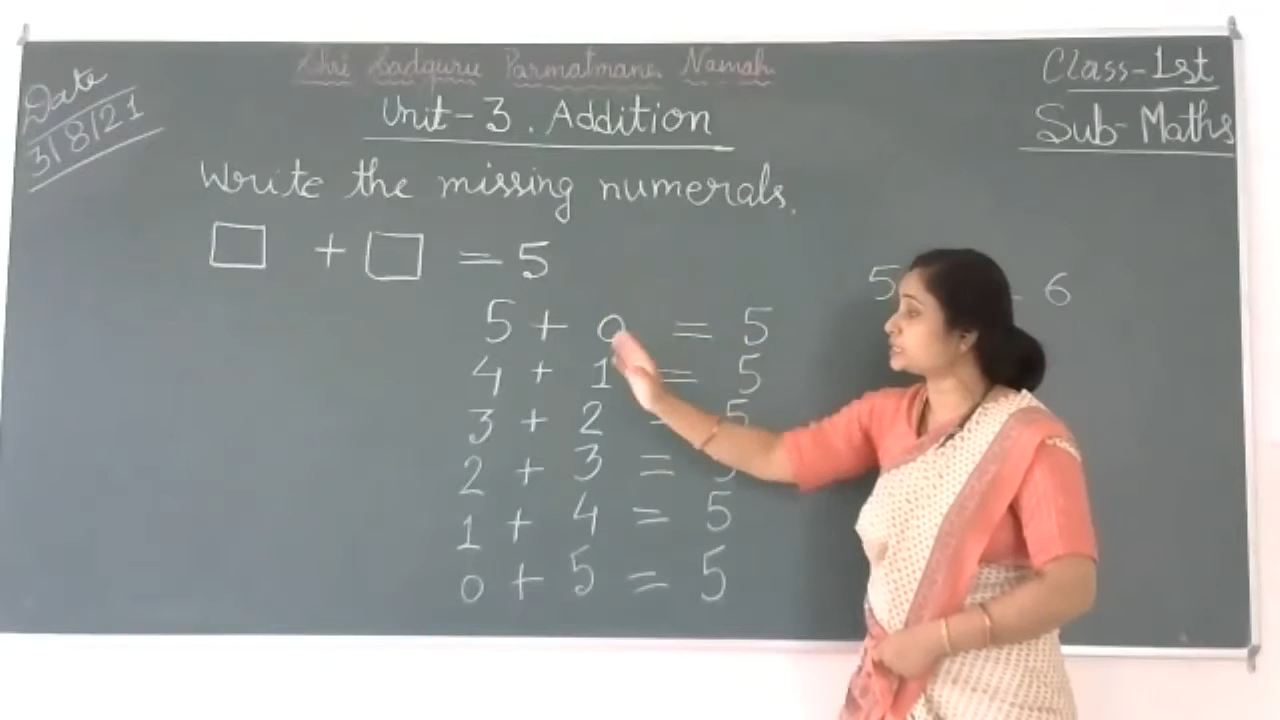 Shri Sadguru Parmatmane Namah
Date
31/8/21
Class-1st
Sub-Maths
Unit-3. Addition
Write the missing numerals.
□ + □ = 5
5 6
5 + 0 = 5
4 + 1 = 5
3 + 2 = 5
2 + 3 = 5
1 + 4 = 5
0 + 5 = 5